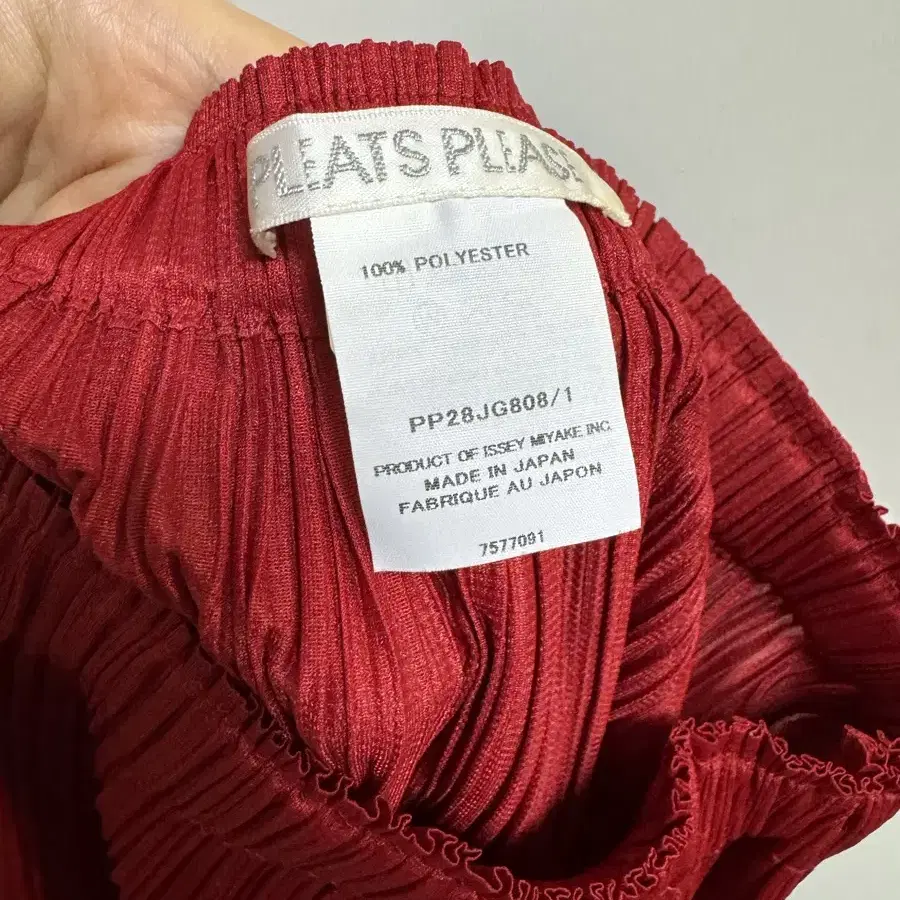 PLEATS PLEASE
100% POLYESTER
PP28JG808/1
PRODUCT OF ISSEY MIYAKE INC.
MADE IN JAPAN
FABRIQUE AU JAPON
7577091